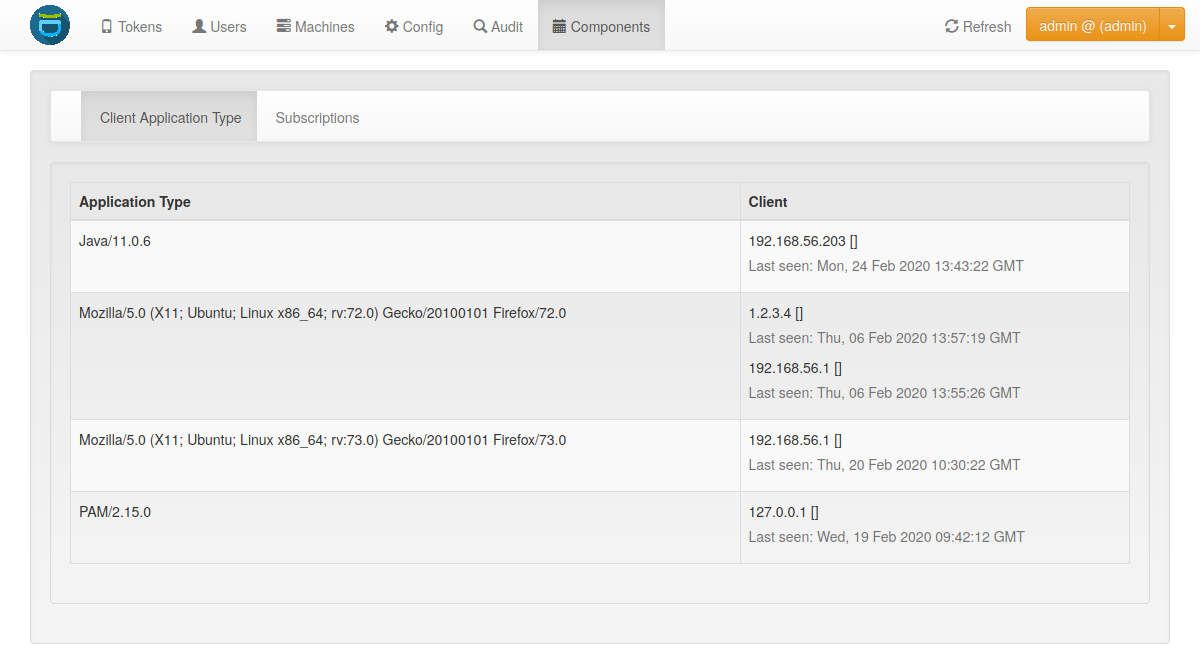 Tokens Users Machines Config Audit Components Refresh admin @ (admin)
Client Application Type Subscriptions
Application Type Client
Java/11.0.6 192.168.56.203 []
Last seen: Mon, 24 Feb 2020 13:43:22 GMT
Mozilla/5.0 (X11; Ubuntu; Linux x86_64; rv:72.0) Gecko/20100101 Firefox/72.0 1.2.3.4 []
Last seen: Thu, 06 Feb 2020 13:57:19 GMT
192.168.56.1 []
Last seen: Thu, 06 Feb 2020 13:55:26 GMT
Mozilla/5.0 (X11; Ubuntu; Linux x86_64; rv:73.0) Gecko/20100101 Firefox/73.0 192.168.56.1 []
Last seen: Thu, 20 Feb 2020 10:30:22 GMT
PAM/2.15.0 127.0.0.1 []
Last seen: Wed, 19 Feb 2020 09:42:12 GMT